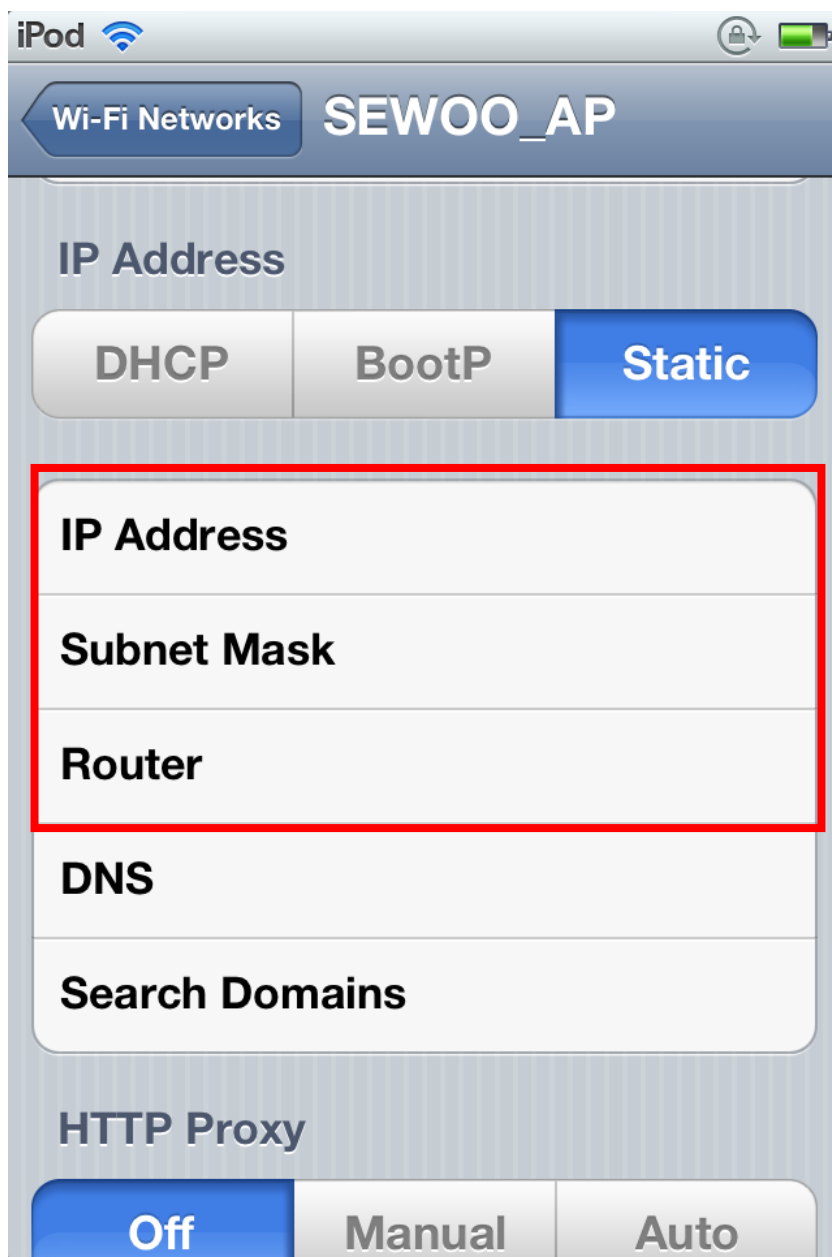 iPod
Wi-Fi Networks SEWOO_AP
IP Address
DHCP BootP Static
IP Address
Subnet Mask
Router
DNS
Search Domains
HTTP Proxy
Off Manual Auto